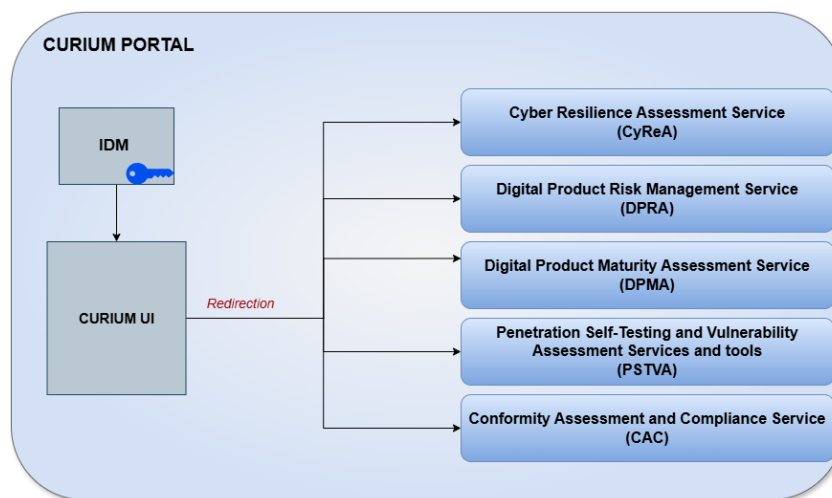 CURIUM PORTAL
IDM
CURIUM UI
Redirection
Cyber Resilience Assessment Service
(CyReA)
Digital Product Risk Management Service
(DPRA)
Digital Product Maturity Assessment Service
(DPMA)
Penetration Self-Testing and Vulnerability
Assessment Services and tools
(PSTVA)
Conformity Assessment and Compliance Service
(CAC)